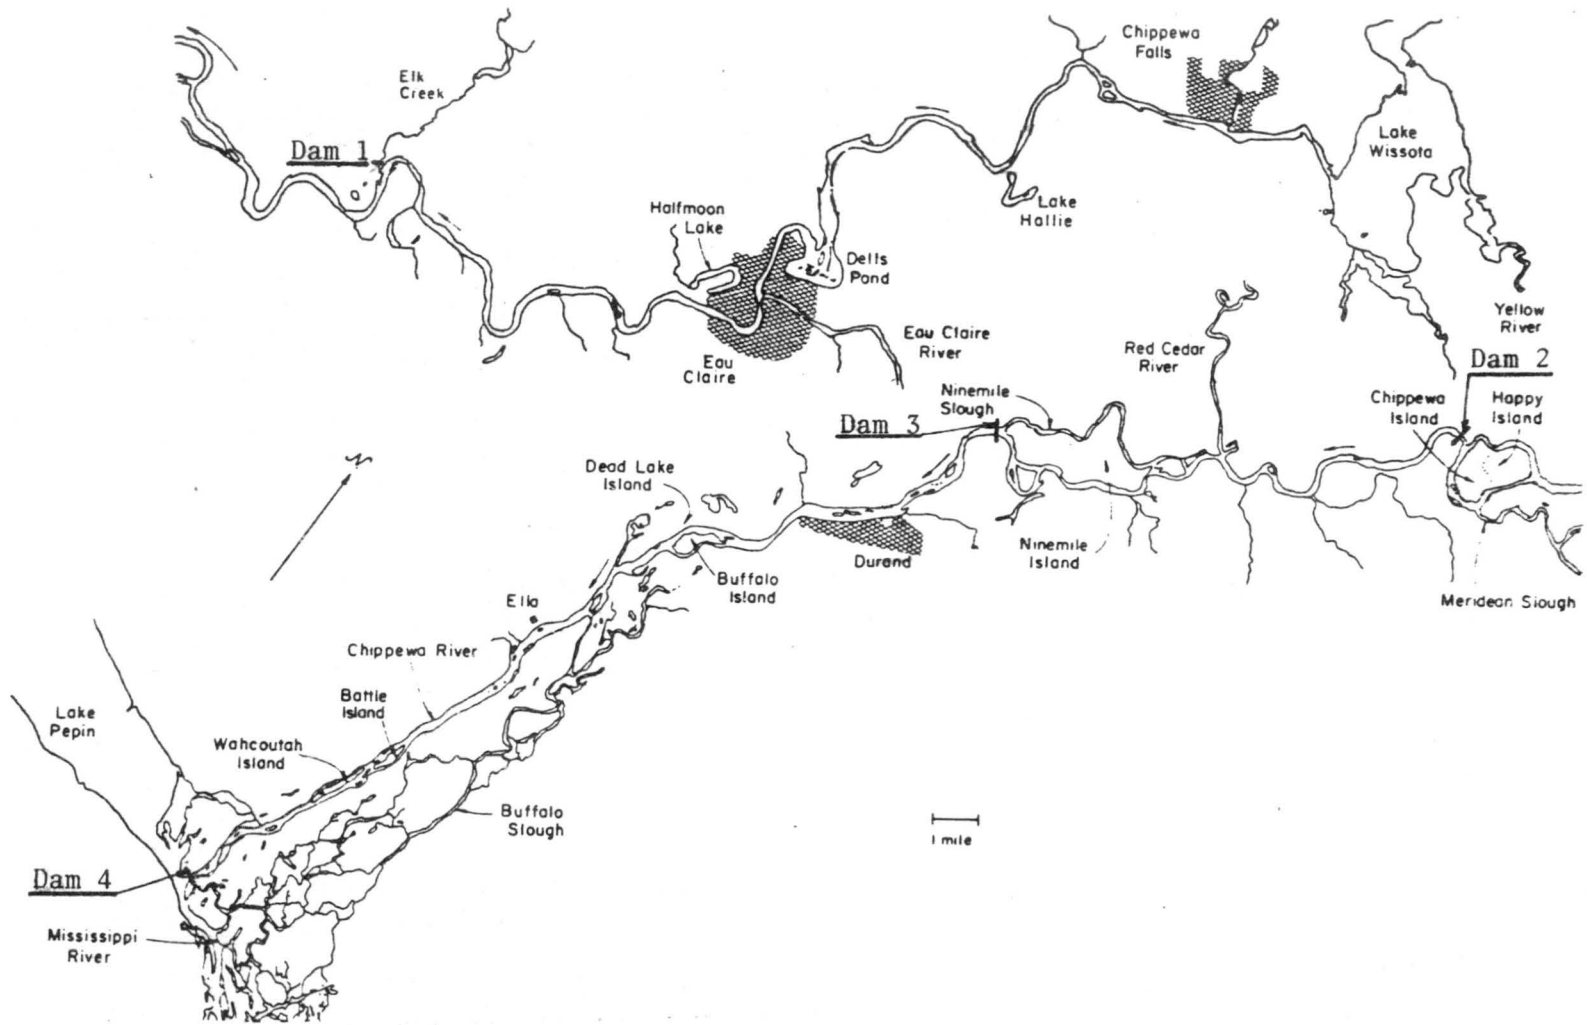 Chippewa
Falls
Elk
Creek
Dam 1
Lake
Wissota
Halfmoon
Lake
Lake
Hallie
Dells
Pond
Yellow
River
Eau Claire
River
Red Cedar
River
Eau
Claire
Dam 2
Ninemile
Slough
Chippewa
Island
Happy
Island
Dam 3
Dead Lake
Island
N
Durand
Ninemile
Island
Buffalo
Island
Meridean Slough
Ella
Chippewa River
Battle
Island
Lake
Pepin
Wahcoutah
Island
Buffalo
Slough
1 mile
Dam 4
Mississippi
River